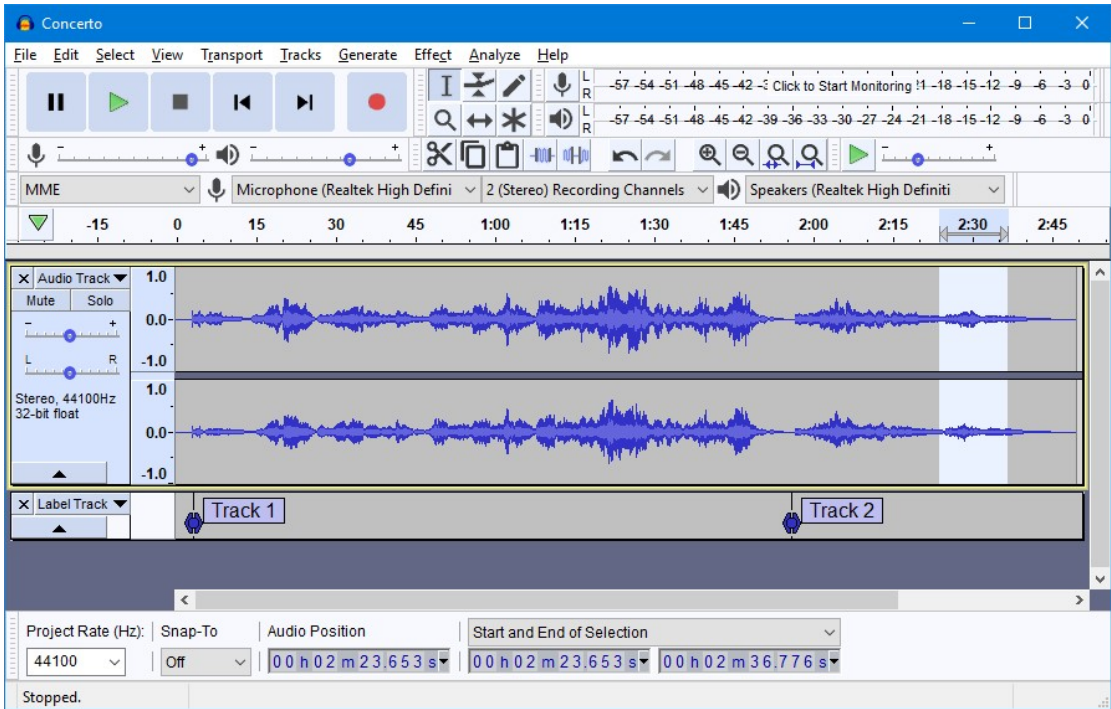 Concerto
File Edit Select View Transport Tracks Generate Effect Analyze Help
L
R
-57 -54 -51 -48 -45 -42 -3 Click to Start Monitoring !1 -18 -15 -12 -9 -6 -3 0
L
R
-57 -54 -51 -48 -45 -42 -39 -36 -33 -30 -27 -24 -21 -18 -15 -12 -9 -6 -3 0
- + - + - +
MME Microphone (Realtek High Defini 2 (Stereo) Recording Channels Speakers (Realtek High Definiti
-15 0 15 30 45 1:00 1:15 1:30 1:45 2:00 2:15 2:30 2:45
X Audio Track 1.0
Mute Solo
- + 0.0-
L R -1.0
Stereo, 44100Hz 1.0
32-bit float
0.0-
-1.0
X Label Track
Track 1 Track 2
Project Rate (Hz): Snap-To Audio Position Start and End of Selection
44100 Off 00 h 02 m 23.653 s 00 h 02 m 23.653 s 00 h 02 m 36.776 s
Stopped.